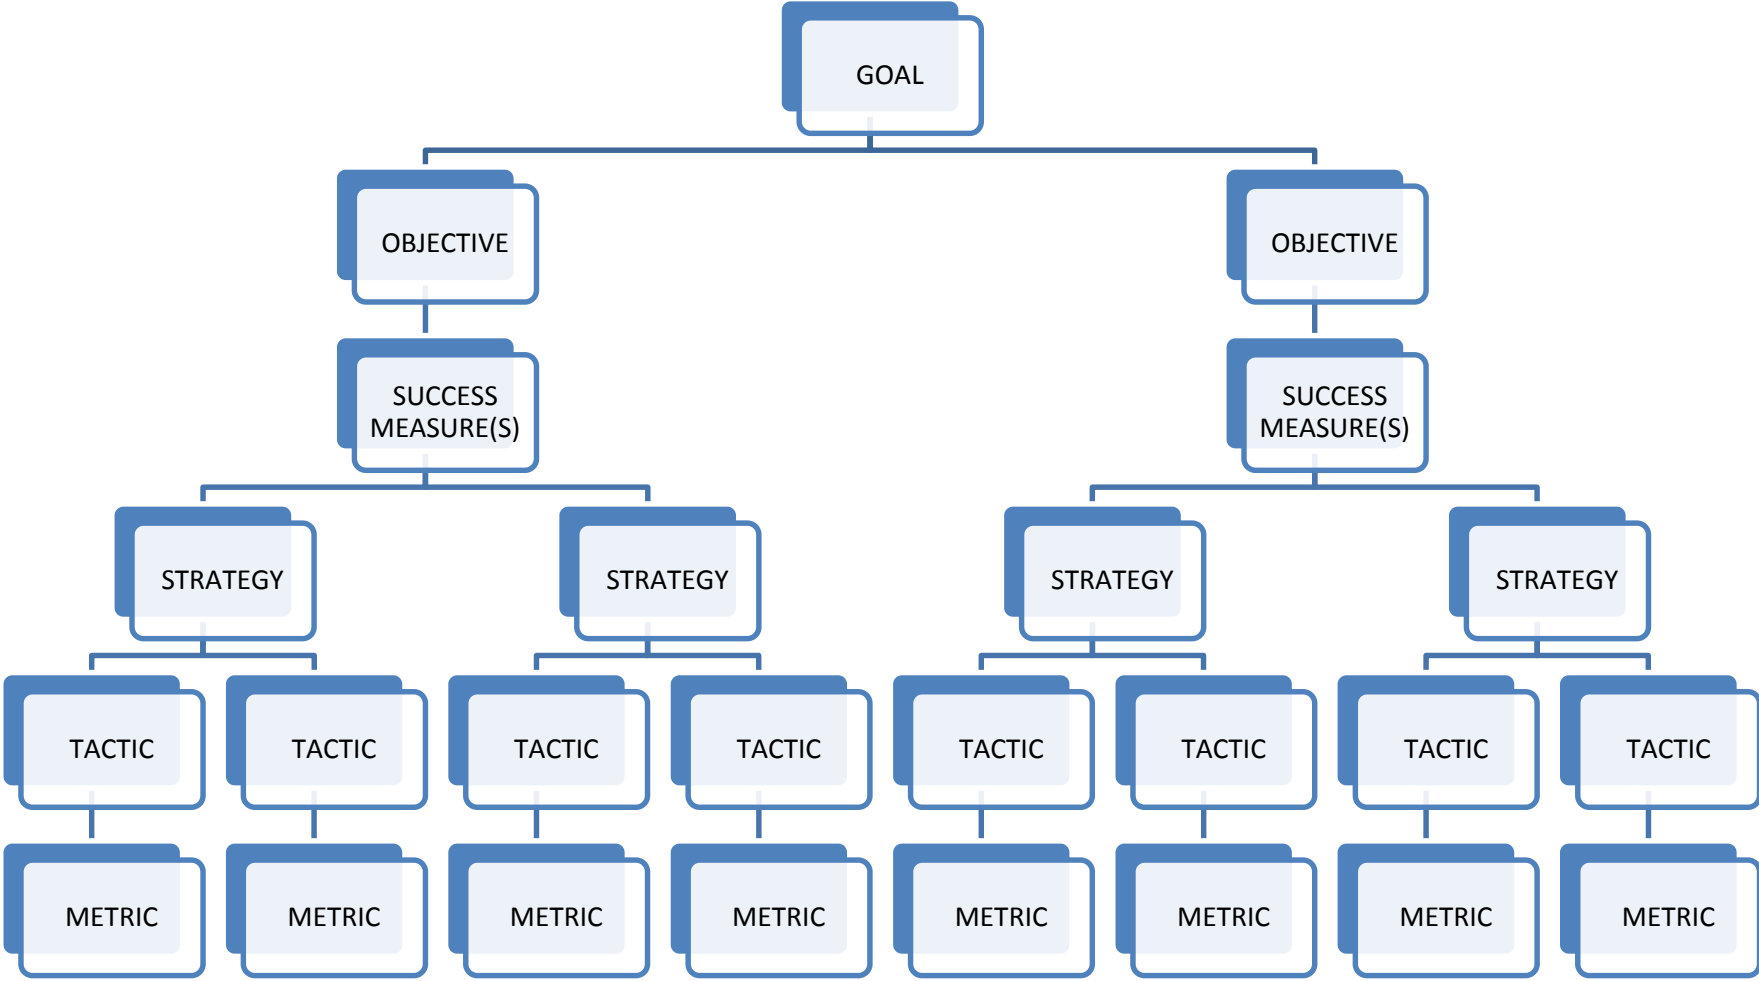 GOAL
OBJECTIVE
OBJECTIVE
SUCCESS
MEASURE(S)
SUCCESS
MEASURE(S)
STRATEGY
STRATEGY
STRATEGY
STRATEGY
TACTIC
TACTIC
TACTIC
TACTIC
TACTIC
TACTIC
TACTIC
TACTIC
METRIC
METRIC
METRIC
METRIC
METRIC
METRIC
METRIC
METRIC